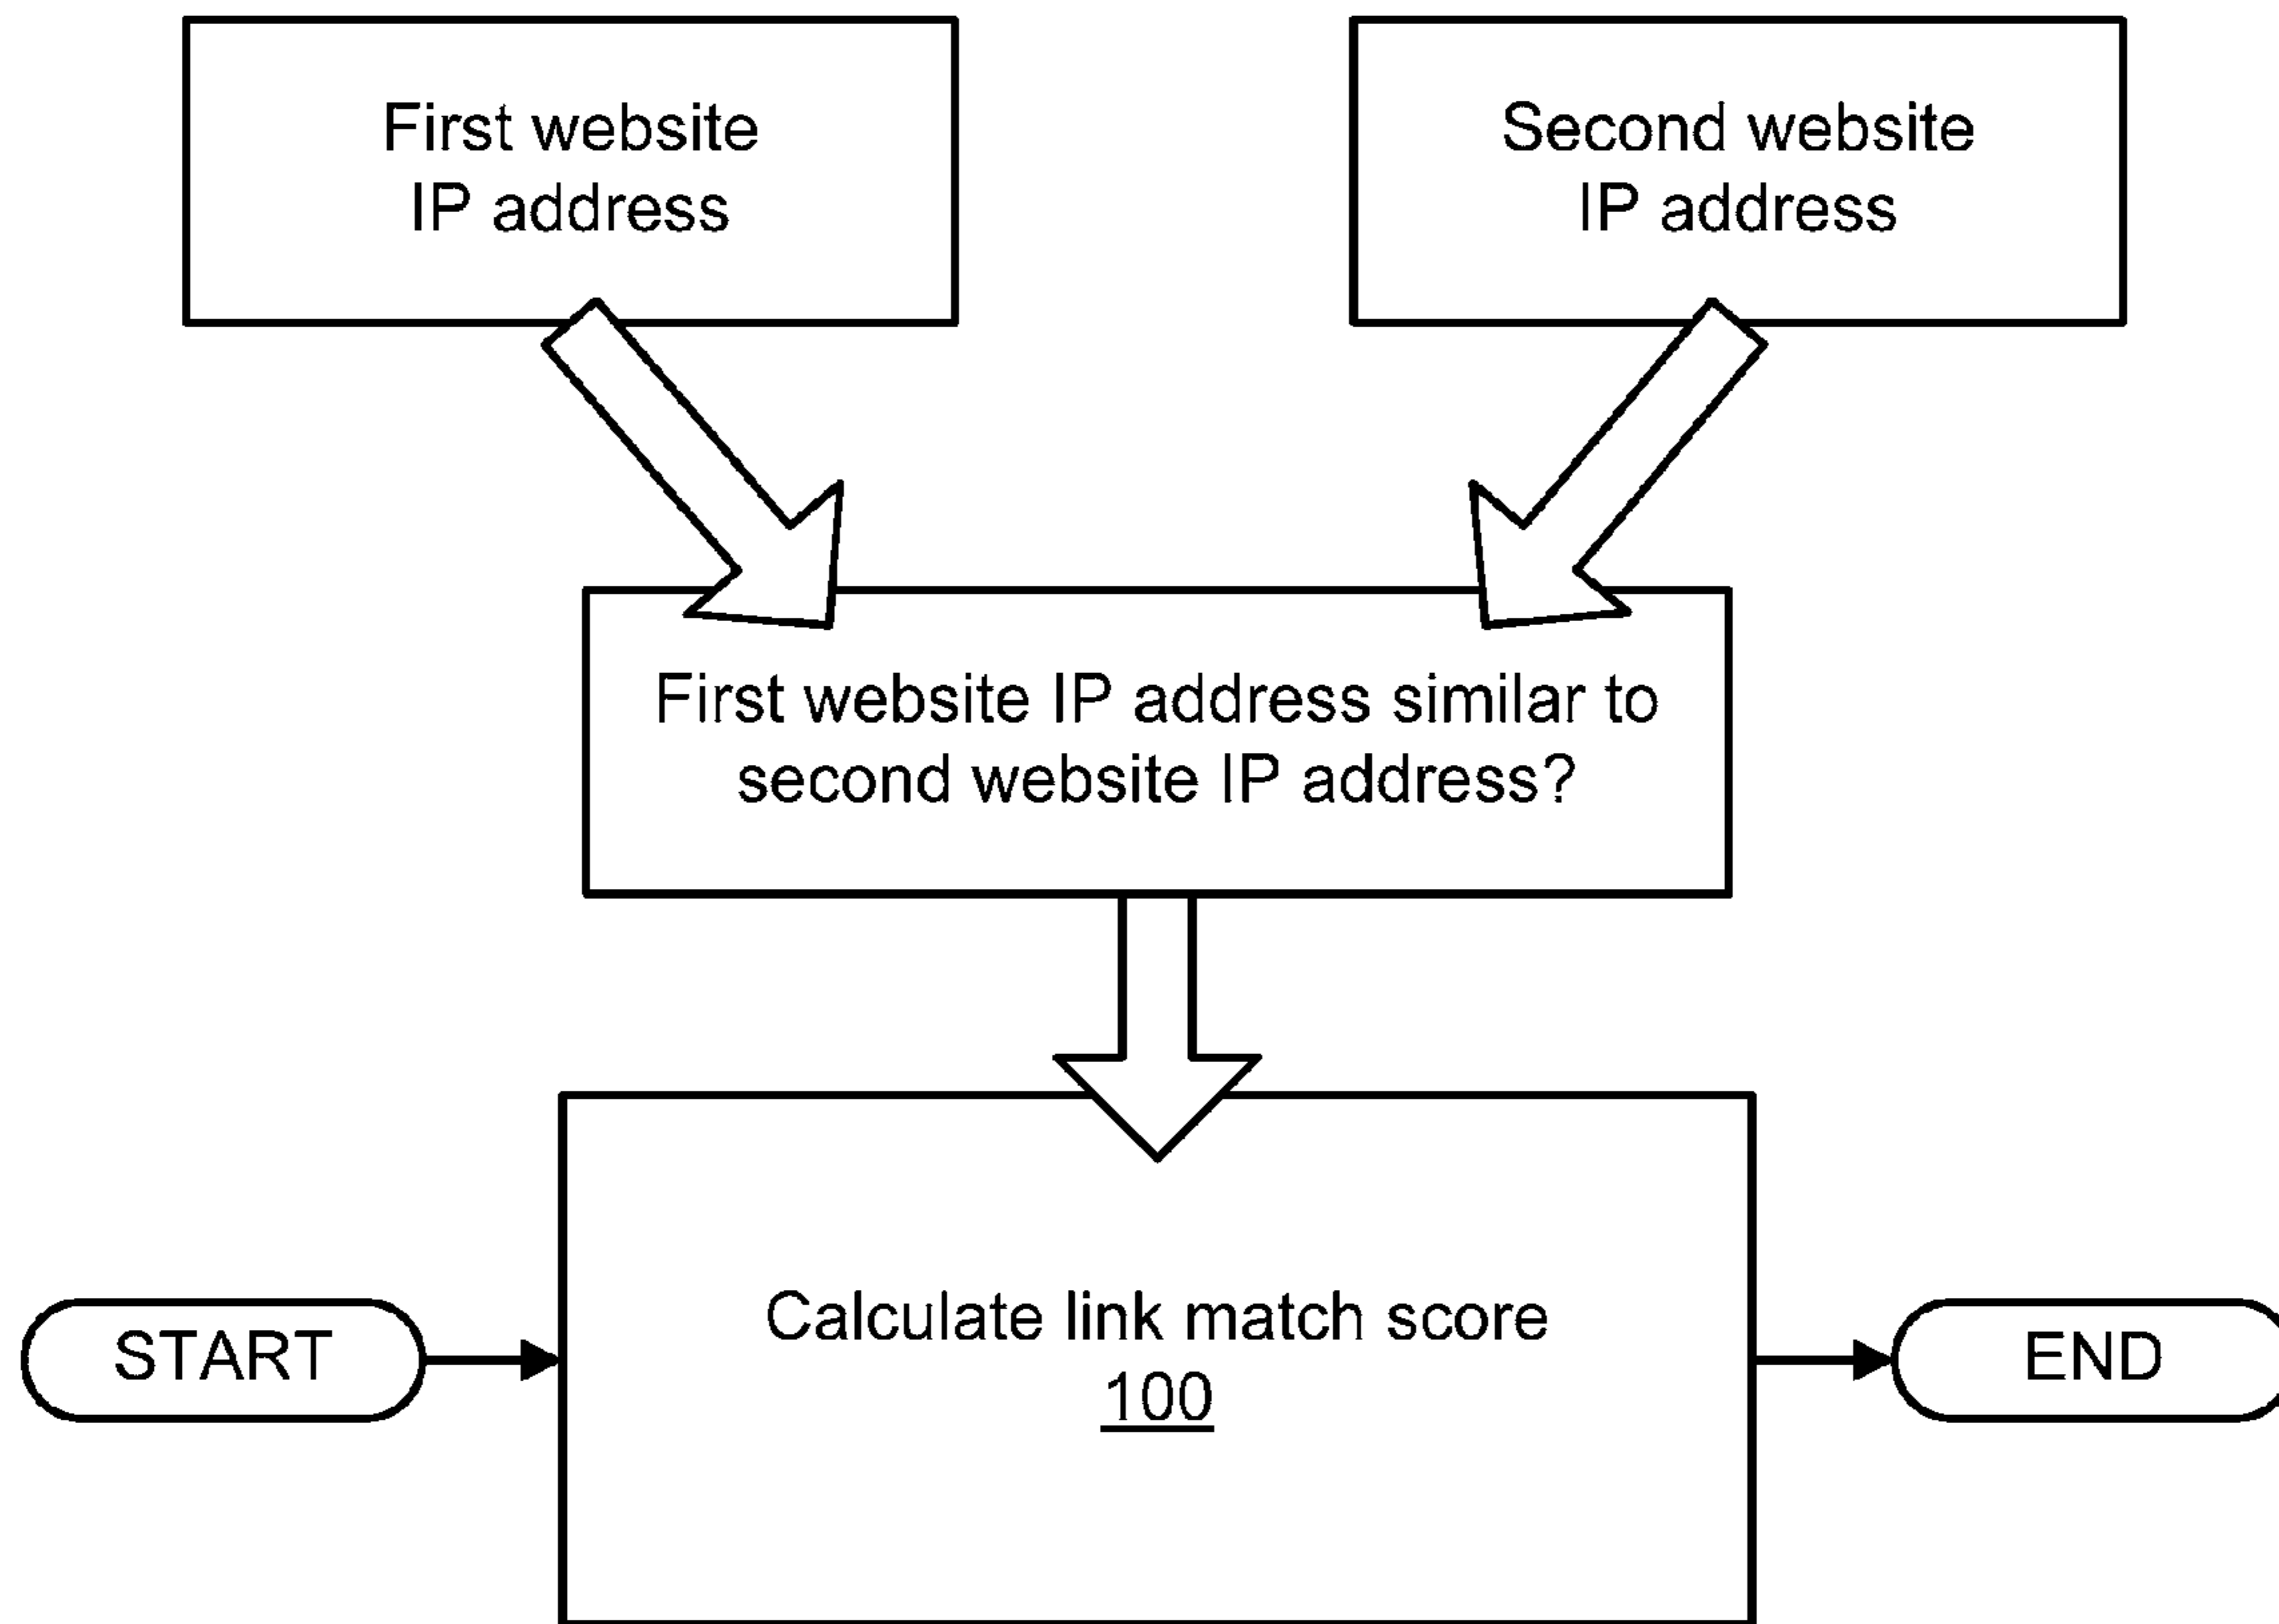 First website
IP address
Second website
IP address
First website IP address similar to
second website IP address?
START
Calculate link match score
100
END